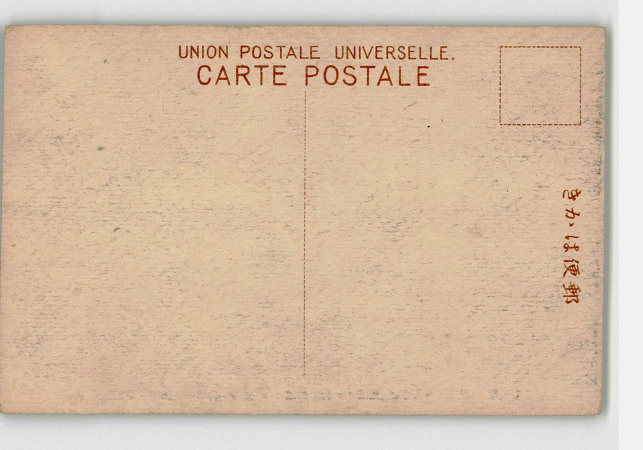 UNION POSTALE UNIVERSELLE.
CARTE POSTALE
郵便はかき